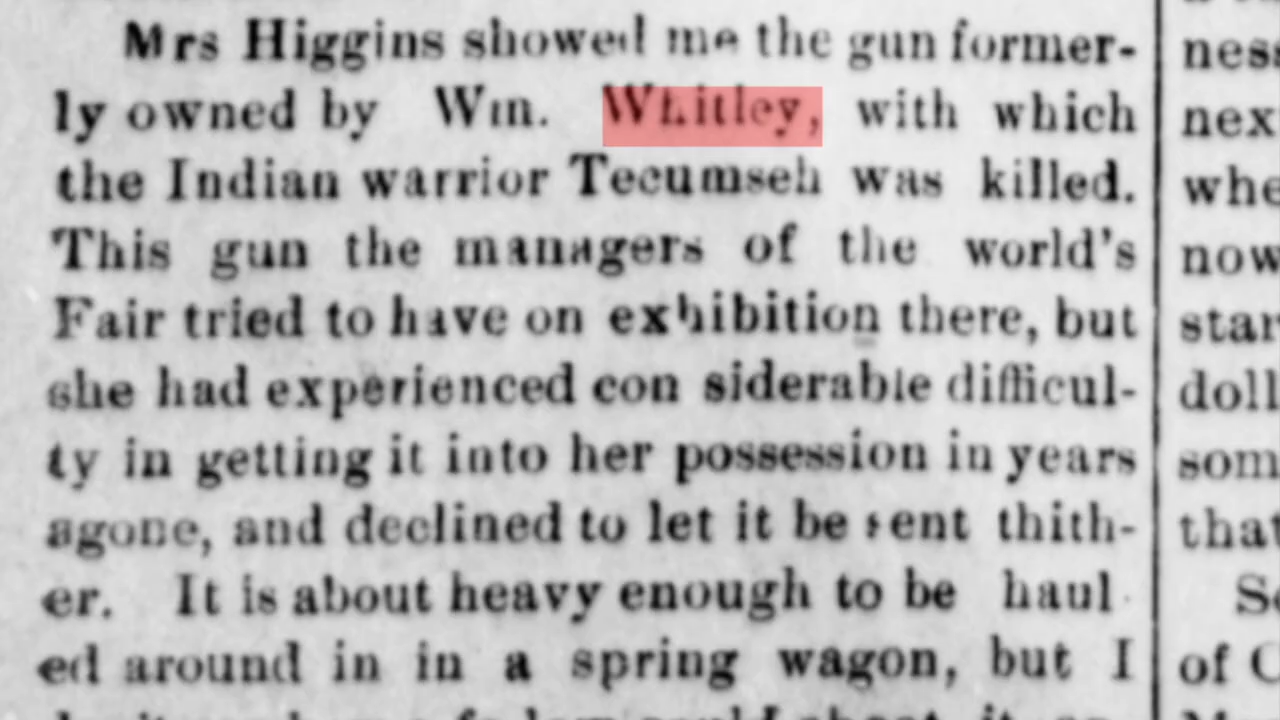 Mrs Higgins showed me the gun former-
ly owned by Wm. Whitley, with which
the Indian warrior Tecumseh was killed.
This gun the managers of the world's
Fair tried to have on exhibition there, but
she had experienced con siderable difficul-
ty in getting it into her possession in years
agone, and declined to let it be sent thith-
er. It is about heavy enough to be haul
ed around in in a spring wagon, but I
ness
nex
whe
now
star
doll
som
that
of C